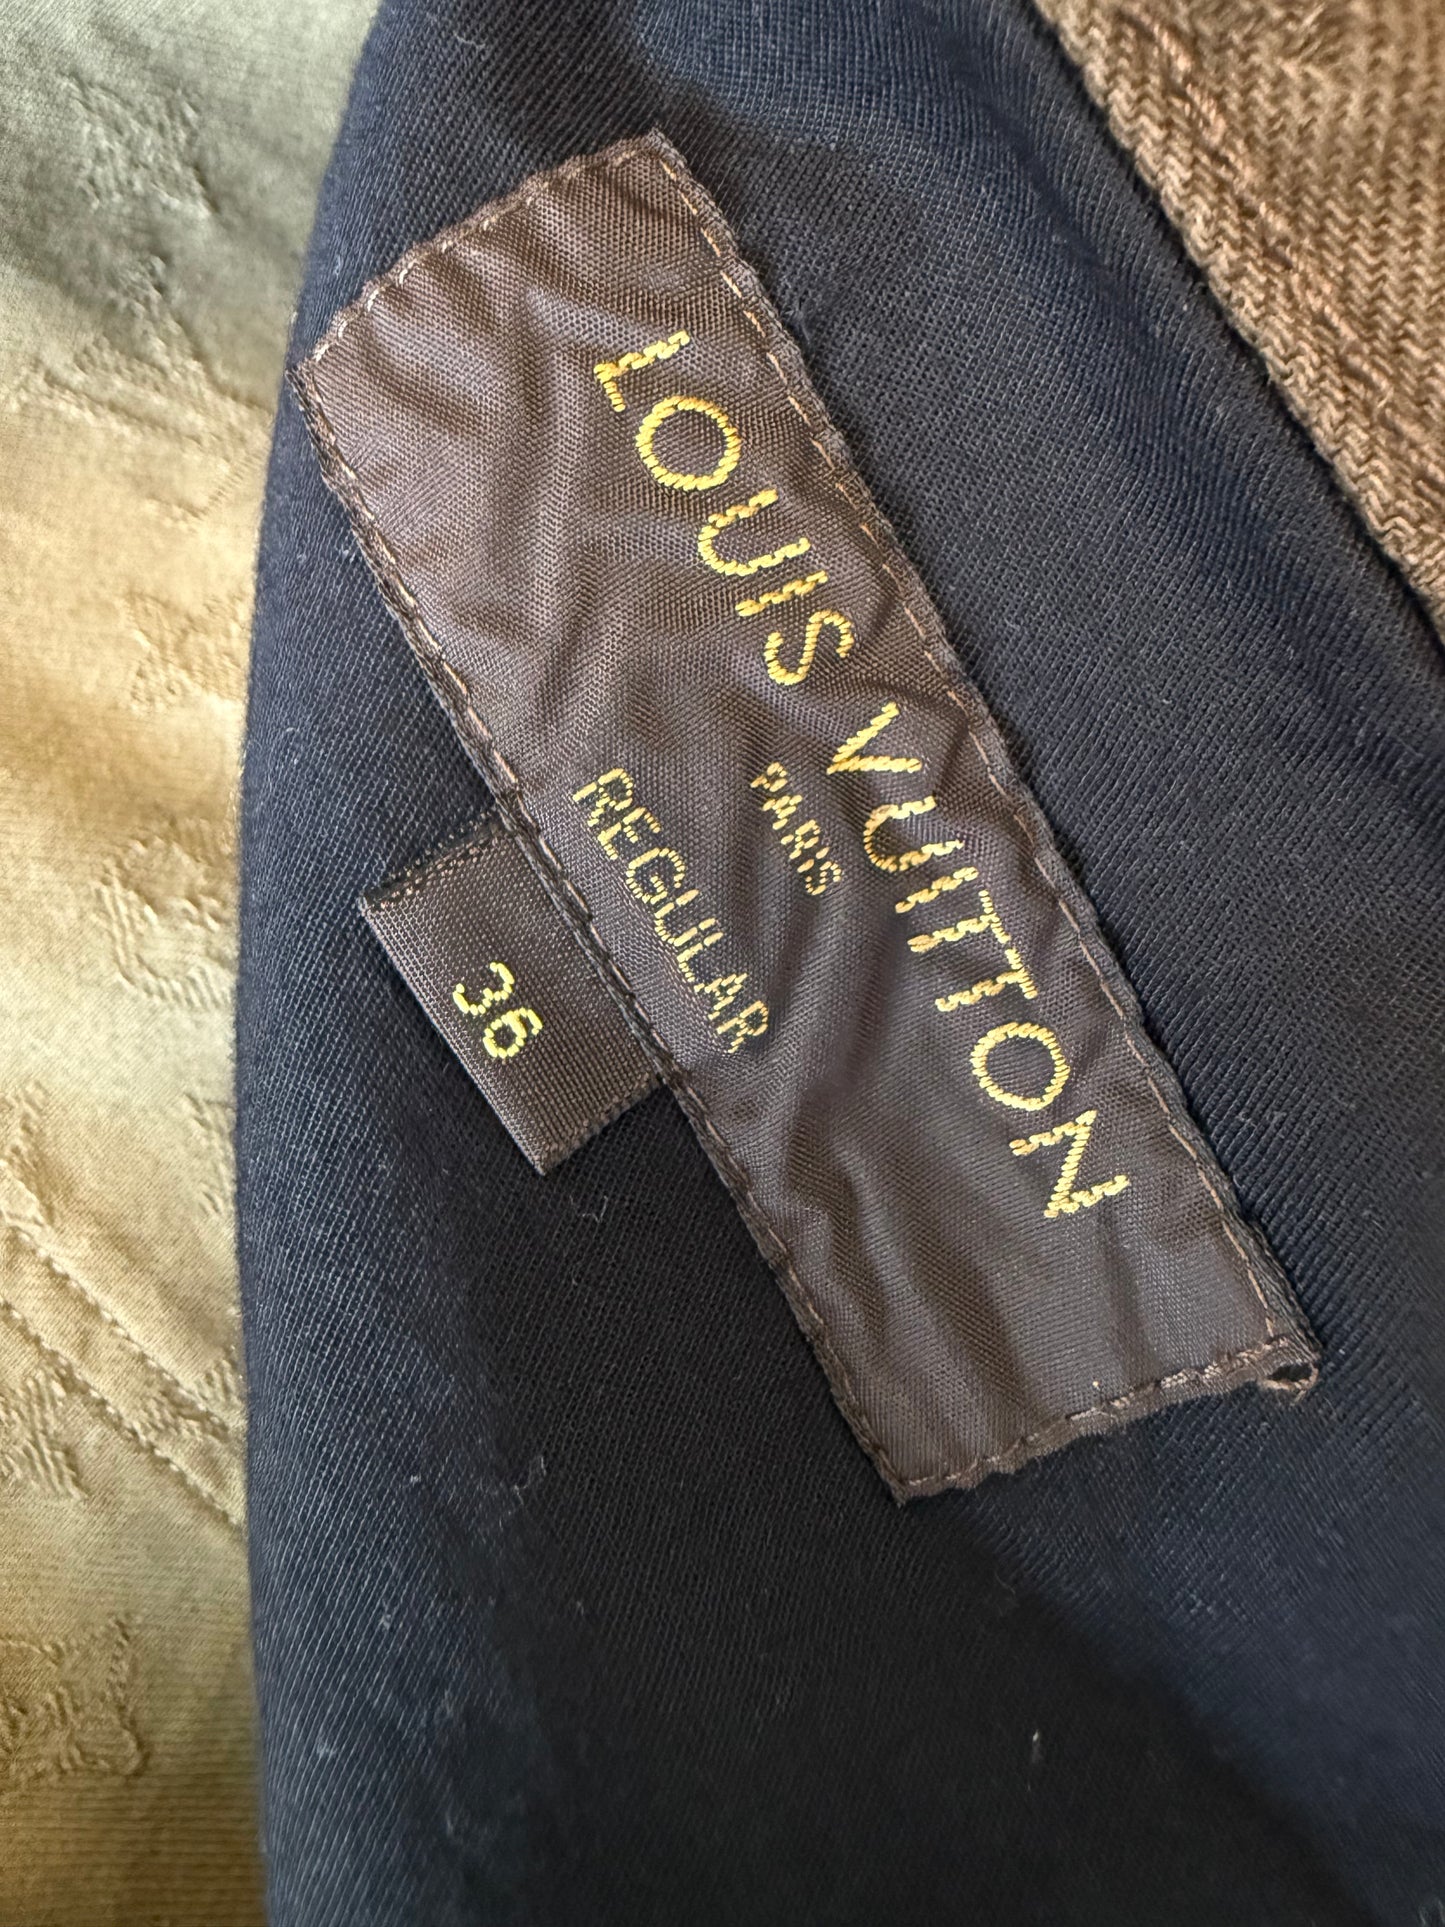 LOUIS VUITTON
PARIS
REGULAR
36